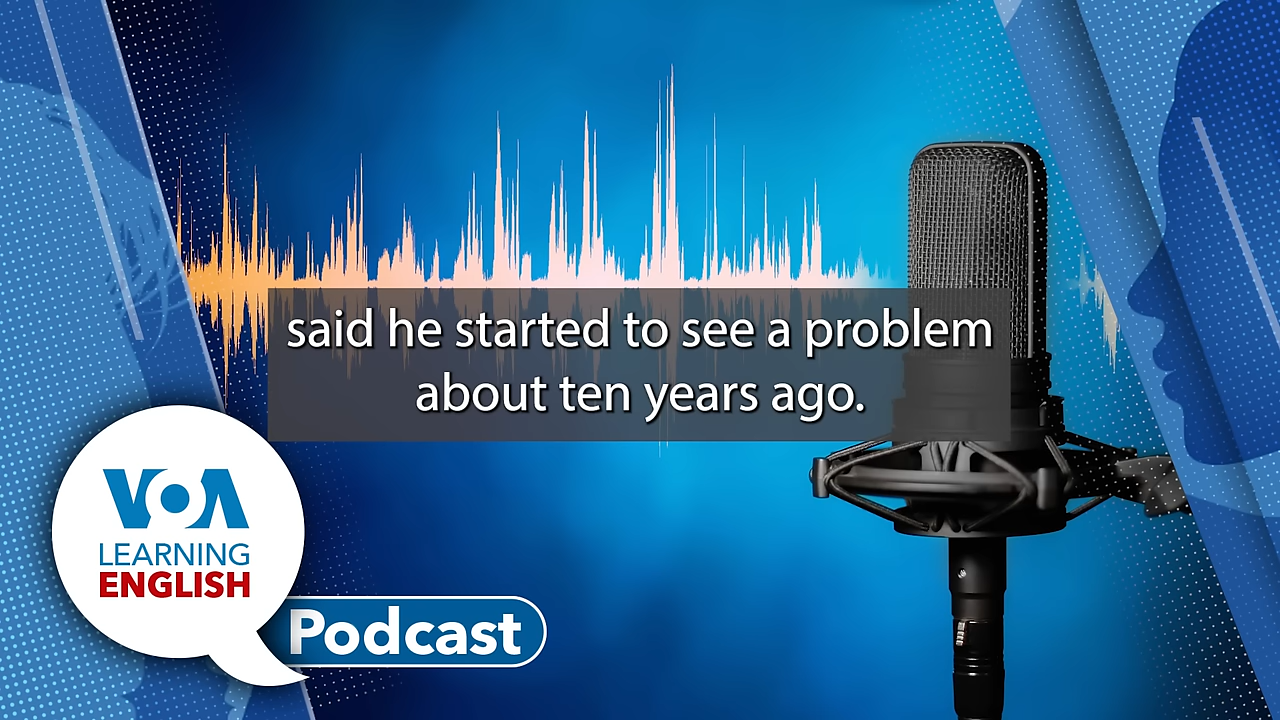 said he started to see a problem
about ten years ago.
VOA
LEARNING
ENGLISH
Podcast